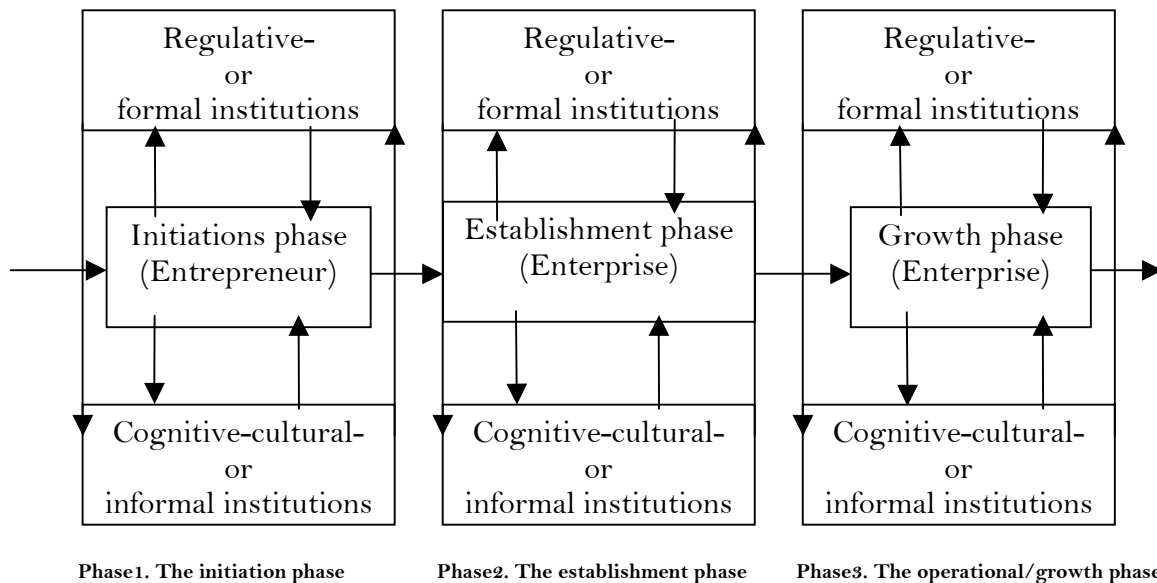 Regulative-
or
formal institutions
Regulative-
or
formal institutions
Regulative-
or
formal institutions
Initiations phase
(Entrepreneur)
Establishment phase
(Enterprise)
Growth phase
(Enterprise)
Cognitive-cultural-
or
informal institutions
Cognitive-cultural-
or
informal institutions
Cognitive-cultural-
or
informal institutions
Phase1. The initiation phase
Phase2. The establishment phase
Phase3. The operational/growth phase